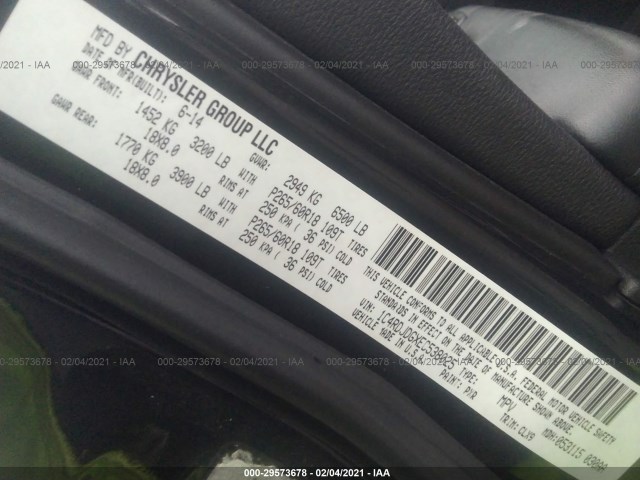 000-29573678 - 02/04/2021 - IAA
MFD BY CHRYSLER GROUP LLC
DATE OF MFR(BUILT): 6-14 GVWR: 2949 KG 6500 LB
GAWR FRONT: 1452 KG 3200 LB WITH P265/60R18 109T TIRES
18X8.0 RIMS AT 250 KPA ( 36 PSI) COLD
GAWR REAR: 1770 KG 3900 LB WITH P265/60R18 109T TIRES
18X8.0 RIMS AT 250 KPA ( 36 PSI) COLD
THIS VEHICLE CONFORMS TO ALL APPLICABLE U.S. FEDERAL MOTOR VEHICLE SAFETY
STANDARDS IN EFFECT ON THE DATE OF MANUFACTURE SHOWN ABOVE.
VIN: MPV
VEHICLE MADE IN U.S.A. PAINT: PXR TRIM: CLX9
MDH: 053115
000-29573678 - 02/04/2021 - IAA